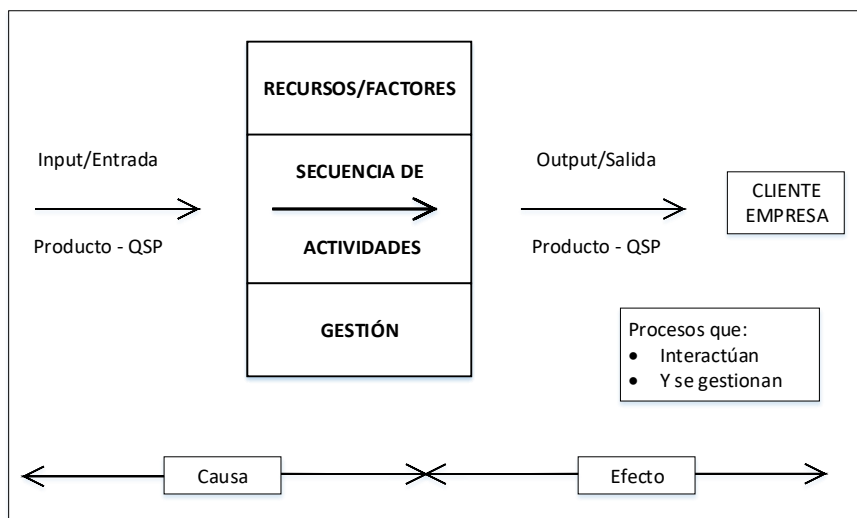 RECURSOS/FACTORES
Input/Entrada
Producto - QSP
SECUENCIA DE
ACTIVIDADES
GESTIÓN
Output/Salida
Producto - QSP
CLIENTE
EMPRESA
Procesos que:
• Interactúan
• Y se gestionan
Causa
Efecto